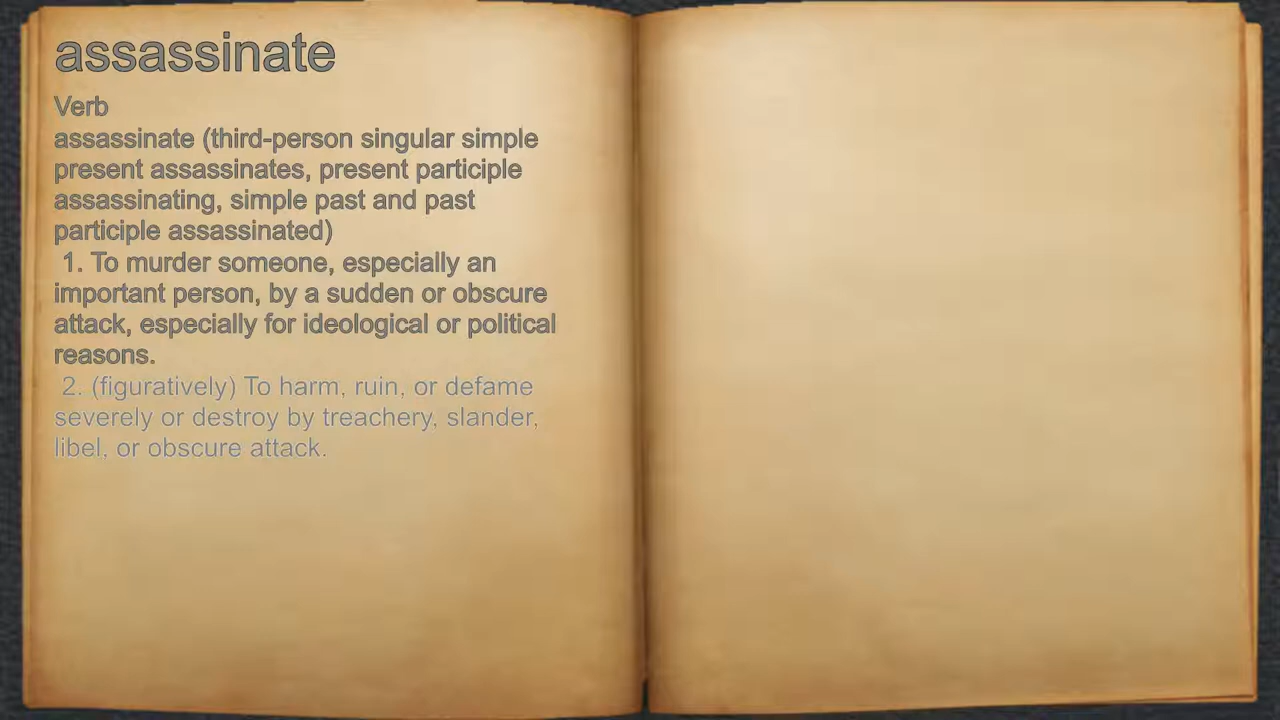 assassinate
Verb
assassinate (third-person singular simple
present assassinates, present participle
assassinating, simple past and past
participle assassinated)
1. To murder someone, especially an
important person, by a sudden or obscure
attack, especially for ideological or political
reasons.
2. (figuratively) To harm, ruin, or defame
severely or destroy by treachery, slander,
libel, or obscure attack.